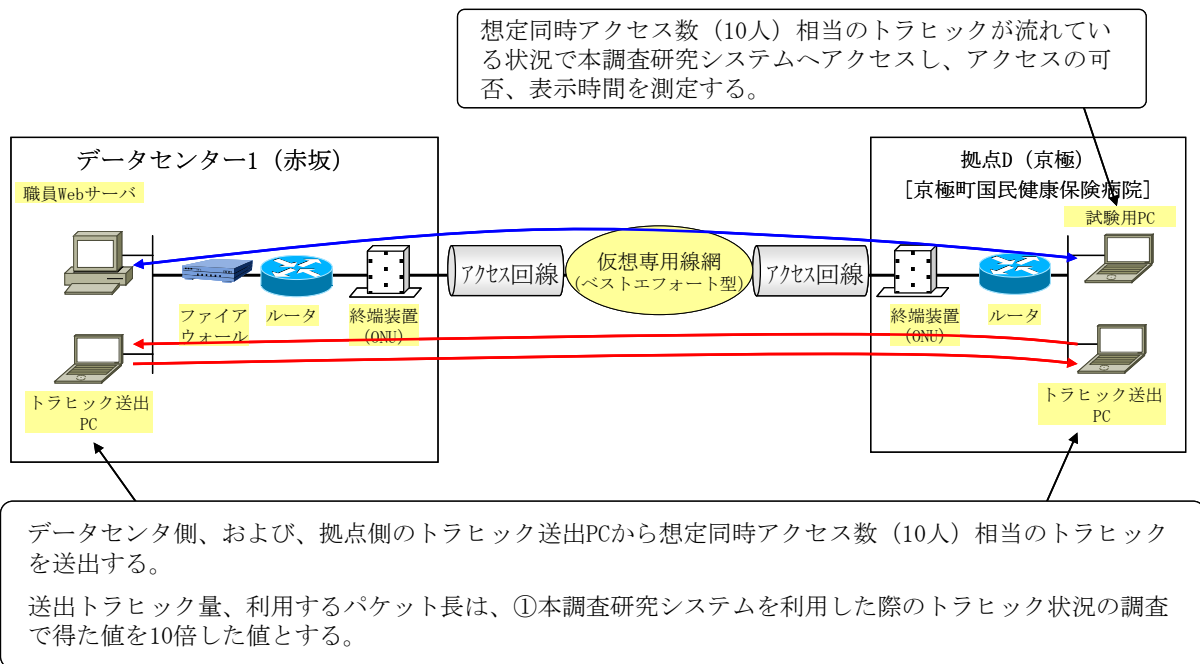 想定同時アクセス数（10人）相当のトラヒックが流れてい
る状況で本調査研究システムへアクセスし、アクセスの可
否、表示時間を測定する。
データセンター1（赤坂）
職員Webサーバ
ファイア
ウォール
ルータ
終端装置
(ONU)
アクセス回線
仮想専用線網
(ベストエフォート型)
アクセス回線
拠点D（京極）
［京極町国民健康保険病院］
試験用PC
終端装置
(ONU)
ルータ
トラヒック送出
PC
トラヒック送出
PC
データセンタ側、および、拠点側のトラヒック送出PCから想定同時アクセス数（10人）相当のトラヒック
を送出する。
送出トラヒック量、利用するパケット長は、①本調査研究システムを利用した際のトラヒック状況の調査
で得た値を10倍した値とする。